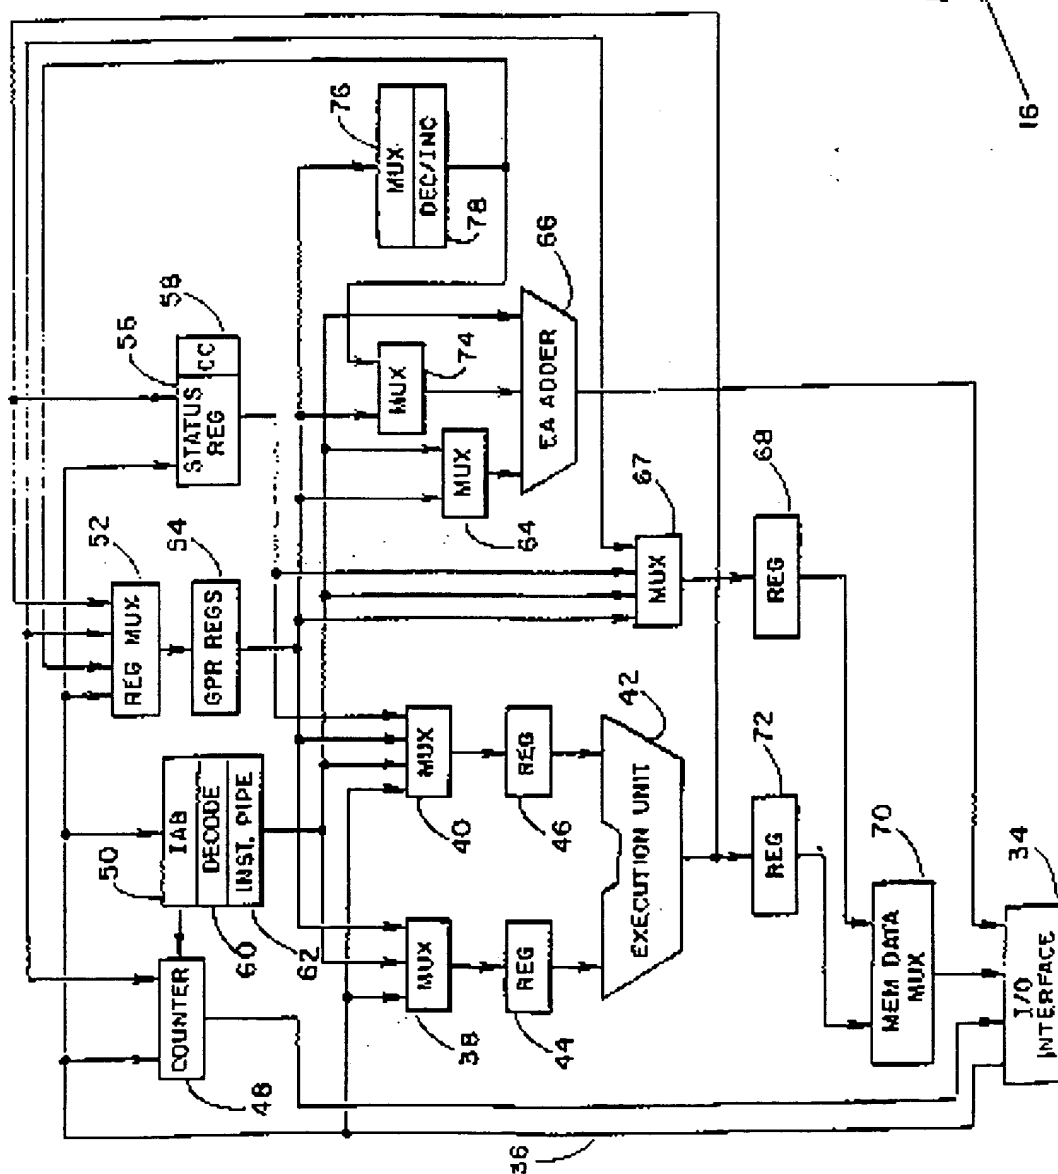 16
76
MUX
DEC/INC
78
56
58
STATUS
REG
CC
52
54
REG MUX
GPR REGS
50
IAB
DECODE
INST. PIPE
60
62
COUNTER
48
74
MUX
MUX
64
66
EA ADDER
67
MUX
68
REG
MUX
40
REG
46
MUX
38
REG
44
42
EXECUTION UNIT
72
REG
70
MEM DATA
MUX
34
I/O
INTERFACE
36